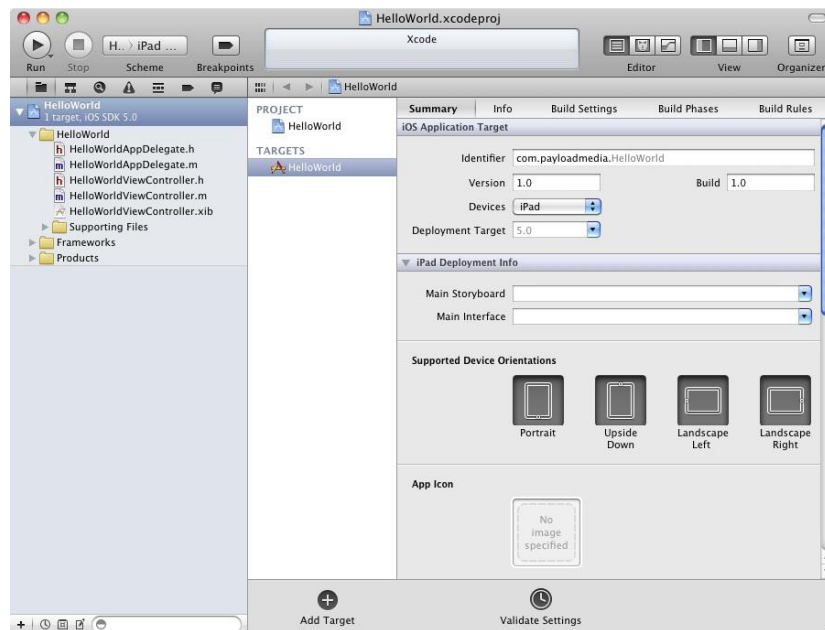 HelloWorld.xcodeproj
H.. iPad ...
Xcode
Run Stop Scheme Breakpoints Editor View Organizer
HelloWorld
HelloWorld
1 target, iOS SDK 5.0
HelloWorld
h HelloWorldAppDelegate.h
m HelloWorldAppDelegate.m
h HelloWorldViewController.h
m HelloWorldViewController.m
HelloWorldViewController.xib
Supporting Files
Frameworks
Products
PROJECT
HelloWorld
TARGETS
HelloWorld
Summary Info Build Settings Build Phases Build Rules
iOS Application Target
Identifier com.payloadmedia.HelloWorld
Version 1.0 Build 1.0
Devices iPad
Deployment Target 5.0
iPad Deployment Info
Main Storyboard
Main Interface
Supported Device Orientations
Portrait Upside Landscape Landscape
Down Left Right
App Icon
No
image
specified
Add Target Validate Settings